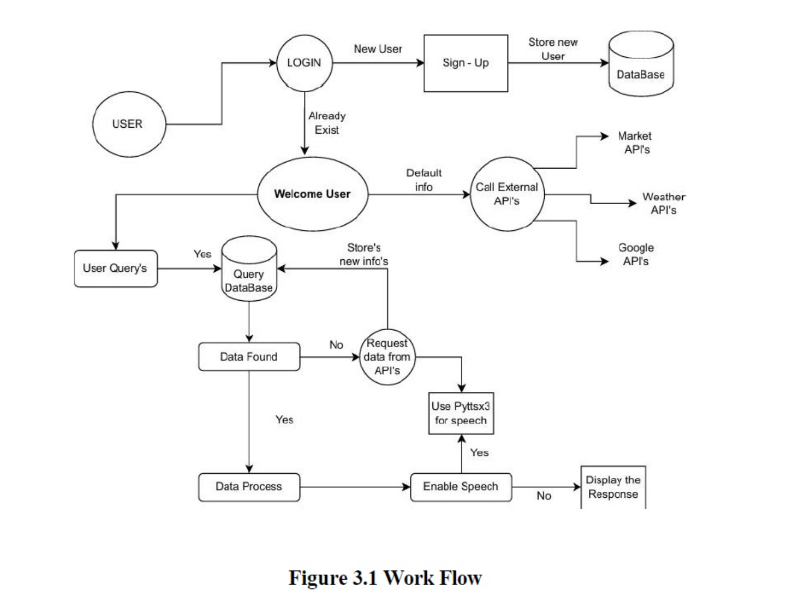 New User
Store new
User
LOGIN
Sign - Up
DataBase
USER
Already
Exist
Market
API's
Default
info
Welcome User
Call External
API's
Weather
API's
Google
API's
User Query's
Yes
Query
DataBase
Store's
new info's
Data Found
No
Request
data from
API's
Use Pyttsx3
for speech
Yes
Yes
Data Process
Enable Speech
No
Display the
Response
Figure 3.1 Work Flow